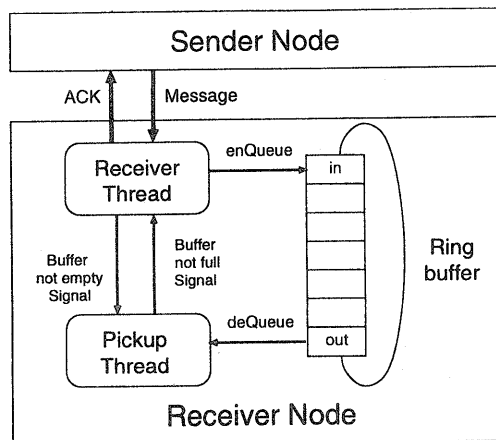 Sender Node
ACK
Message
enQueue
Receiver
Thread
in
Buffer
not empty
Signal
Buffer
not full
Signal
Ring
buffer
deQueue
Pickup
Thread
out
Receiver Node